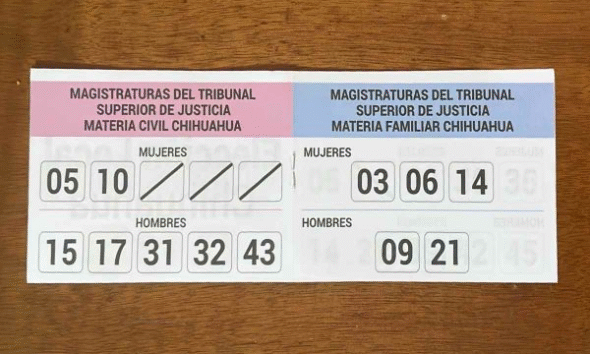 MAGISTRATURAS DEL TRIBUNAL
SUPERIOR DE JUSTICIA
MATERIA CIVIL CHIHUAHUA
MUJERES
05 10
HOMBRES
15 17 31 32 43
MAGISTRATURAS DEL TRIBUNAL
SUPERIOR DE JUSTICIA
MATERIA FAMILIAR CHIHUAHUA
MUJERES
03 06 14
HOMBRES
09 21